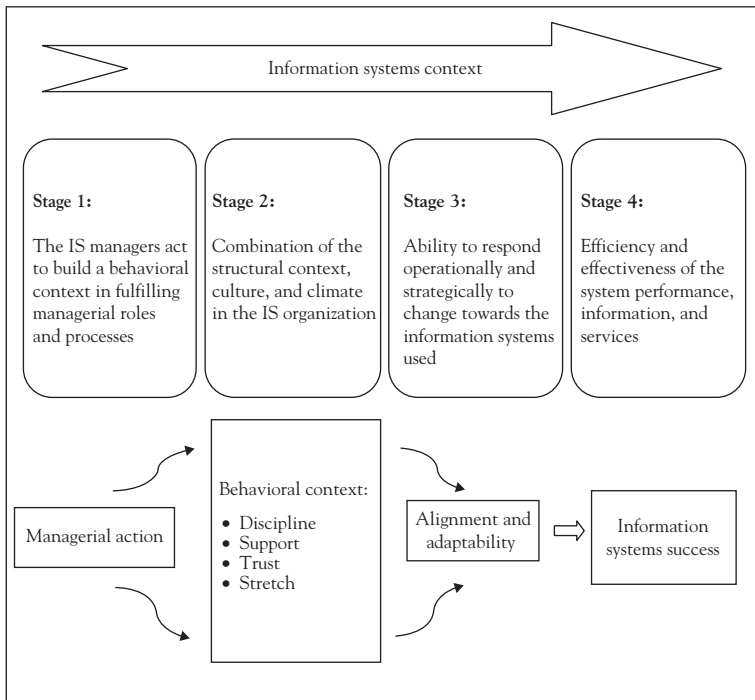 Information systems context
Stage 1:
The IS managers act
to build a behavioral
context in fulfilling
managerial roles
and processes
Stage 2:
Combination of the
structural context,
culture, and climate
in the IS organization
Stage 3:
Ability to respond
operationally and
strategically to
change towards the
information systems
used
Stage 4:
Efficiency and
effectiveness of the
system performance,
information, and
services
Managerial action
Behavioral context:
• Discipline
• Support
• Trust
• Stretch
Alignment and
adaptability
Information
systems success